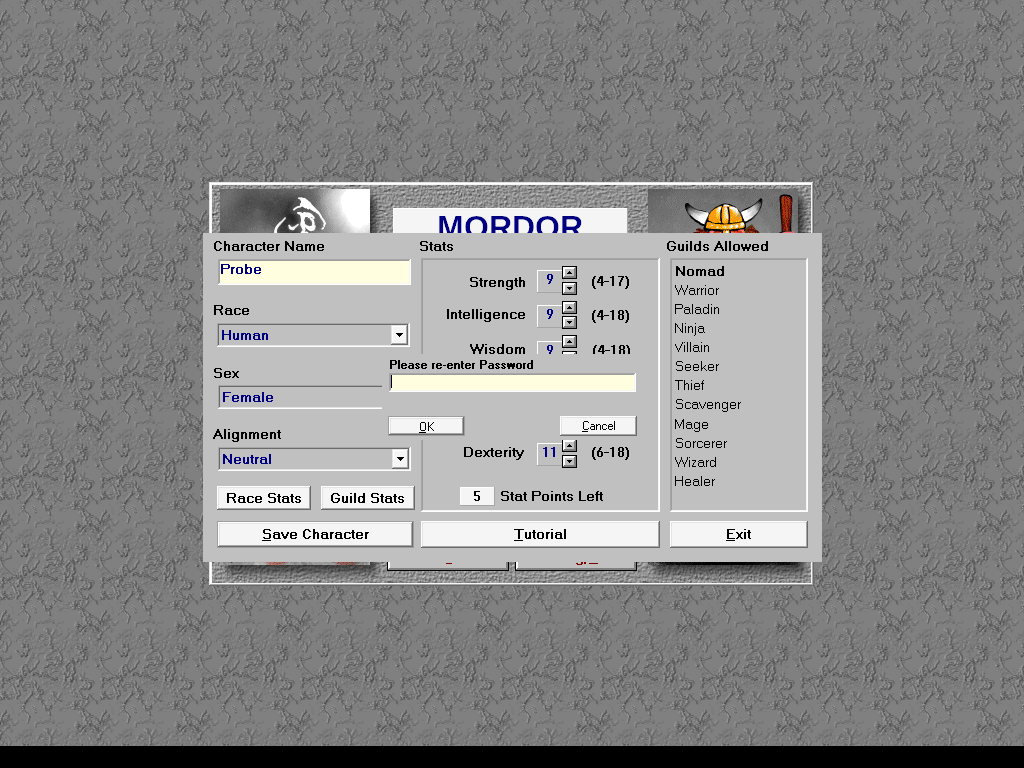 MORDOR
Character Name
Probe
Race
Human
Sex
Female
Alignment
Neutral
Race Stats
Guild Stats
Save Character
Stats
Strength 9 (4-17)
Intelligence 9 (4-18)
Wisdom 9 (4-18)
Please re-enter Password
OK
Cancel
Dexterity 11 (6-18)
5 Stat Points Left
Tutorial
Guilds Allowed
Nomad
Warrior
Paladin
Ninja
Villain
Seeker
Thief
Scavenger
Mage
Sorcerer
Wizard
Healer
Exit